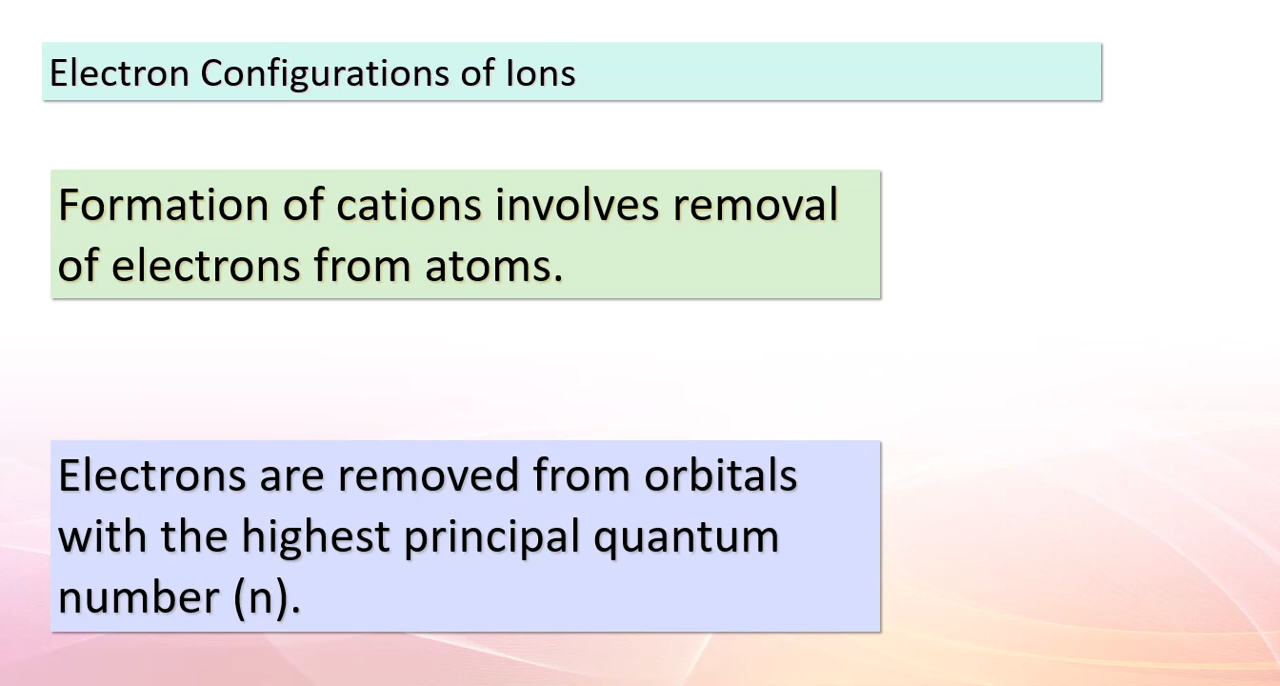 Electron Configurations of Ions
Formation of cations involves removal
of electrons from atoms.
Electrons are removed from orbitals
with the highest principal quantum
number (n).